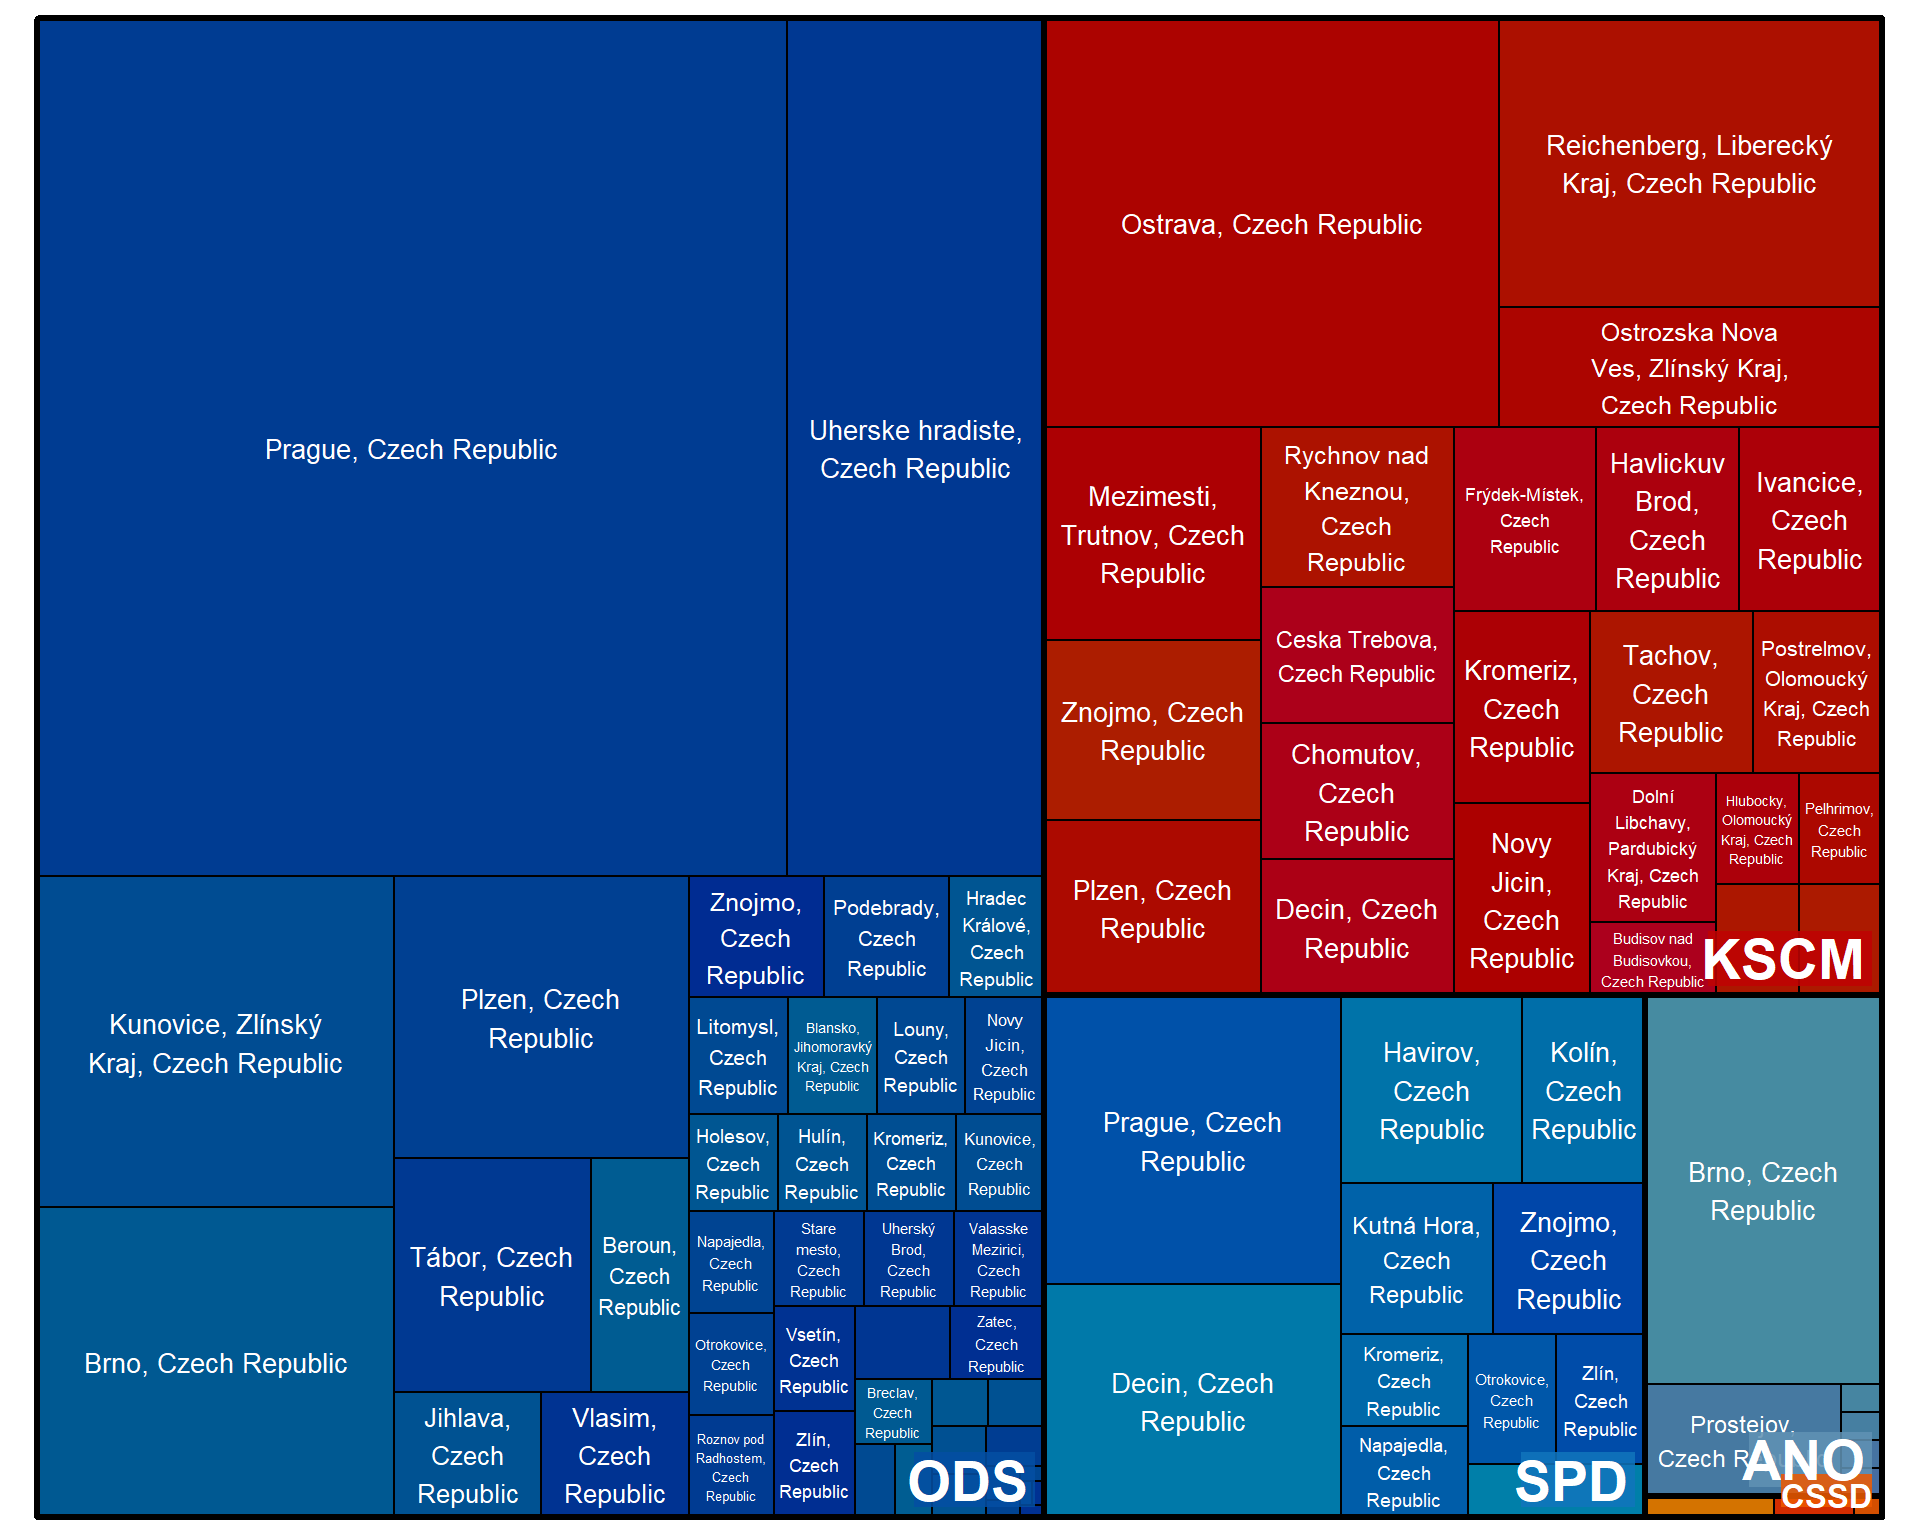 Prague, Czech Republic
Uherske hradiste,
Czech Republic
Kunovice, Zlínský
Kraj, Czech Republic
Brno, Czech Republic
Plzen, Czech
Republic
Tábor, Czech
Republic
Beroun,
Czech
Republic
Jihlava,
Czech
Republic
Vlasim,
Czech
Republic
Znojmo,
Czech
Republic
Podebrady,
Czech
Republic
Hradec
Králové,
Czech
Republic
Litomysl,
Czech
Republic
Blansko,
Jihomoravký
Kraj, Czech
Republic
Louny,
Czech
Republic
Novy
Jicin,
Czech
Republic
Holesov,
Czech
Republic
Hulín,
Czech
Republic
Kromeriz,
Czech
Republic
Kunovice,
Czech
Republic
Napajedla,
Czech
Republic
Stare
mesto,
Czech
Republic
Uherský
Brod,
Czech
Republic
Valasske
Mezirici,
Czech
Republic
Otrokovice,
Czech
Republic
Vsetín,
Czech
Republic
Zatec,
Czech
Republic
Roznov pod
Radhostem,
Czech
Republic
Zlín,
Czech
Republic
Breclav,
Czech
Republic
ODS
Ostrava, Czech Republic
Reichenberg, Liberecký
Kraj, Czech Republic
Ostrozska Nova
Ves, Zlínský Kraj,
Czech Republic
Mezimesti,
Trutnov, Czech
Republic
Znojmo, Czech
Republic
Plzen, Czech
Republic
Rychnov nad
Kneznou,
Czech
Republic
Ceska Trebova,
Czech Republic
Chomutov,
Czech
Republic
Decin, Czech
Republic
Frýdek-Místek,
Czech
Republic
Havlickuv
Brod,
Czech
Republic
Ivancice,
Czech
Republic
Kromeriz,
Czech
Republic
Novy
Jicin,
Czech
Republic
Tachov,
Czech
Republic
Postrelmov,
Olomoucký
Kraj, Czech
Republic
Dolní
Libchavy,
Pardubický
Kraj, Czech
Republic
Hlubocky,
Olomoucký
Kraj, Czech
Republic
Pelhrimov,
Czech
Republic
Budisov nad
Budisovkou,
Czech Republic
KSCM
Prague, Czech
Republic
Decin, Czech
Republic
Havirov,
Czech
Republic
Kolín,
Czech
Republic
Kutná Hora,
Czech
Republic
Znojmo,
Czech
Republic
Kromeriz,
Czech
Republic
Otrokovice,
Czech
Republic
Zlín,
Czech
Republic
Napajedla,
Czech
Republic
SPD
Brno, Czech
Republic
Prostejov,
Czech
ANO
CSSD